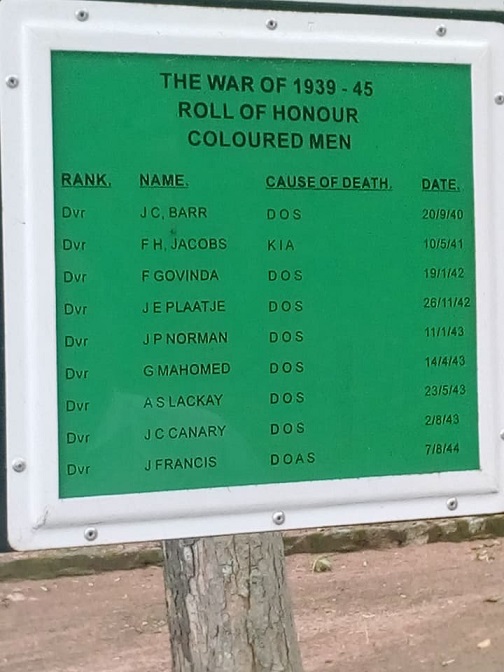 THE WAR OF 1939 - 45
ROLL OF HONOUR
COLOURED MEN
RANK. NAME. CAUSE OF DEATH. DATE.
Dvr J C, BARR D O S 20/9/40
Dvr F H, JACOBS K I A 10/5/41
Dvr F GOVINDA D O S 19/1/42
Dvr J E PLAATJE D O S 26/11/42
Dvr J P NORMAN D O S 11/1/43
Dvr G MAHOMED D O S 14/4/43
Dvr A S LACKAY D O S 23/5/43
Dvr J C CANARY D O S 2/8/43
Dvr J FRANCIS D O A S 7/8/44